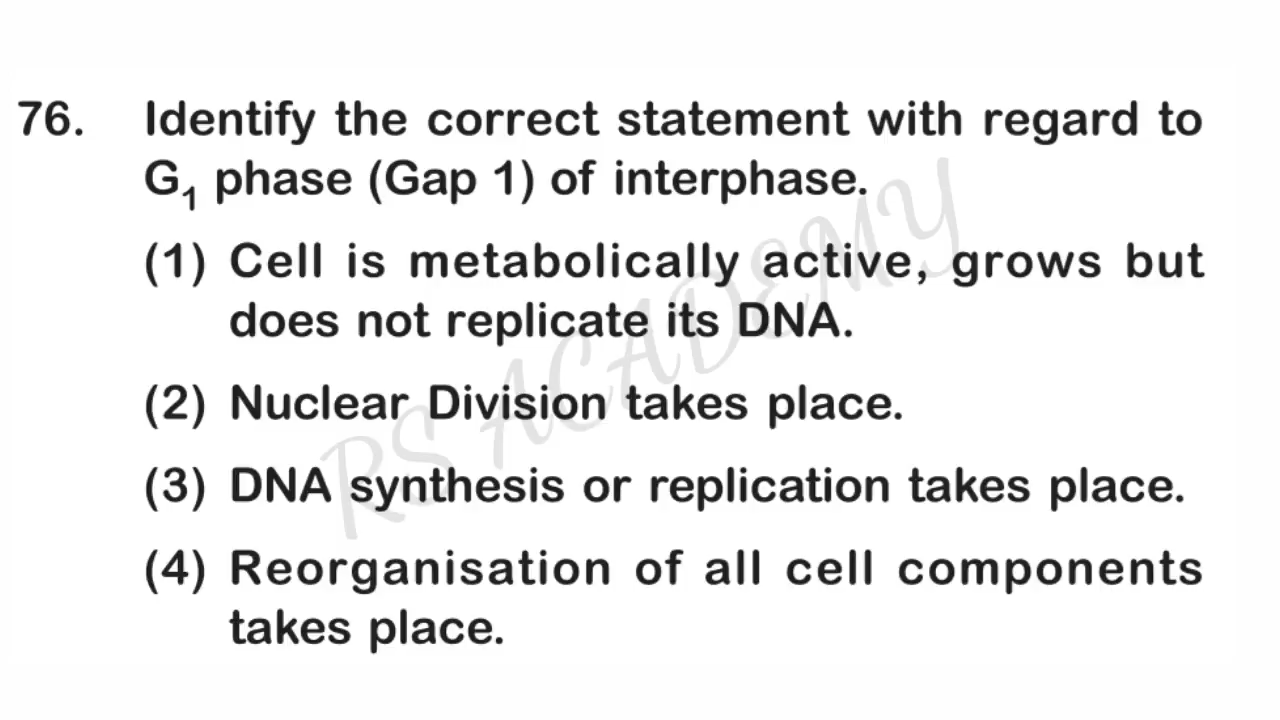 76. Identify the correct statement with regard to
G₁ phase (Gap 1) of interphase.
(1) Cell is metabolically active, grows but
does not replicate its DNA.
(2) Nuclear Division takes place.
(3) DNA synthesis or replication takes place.
(4) Reorganisation of all cell components
takes place.
RS ACADEMY